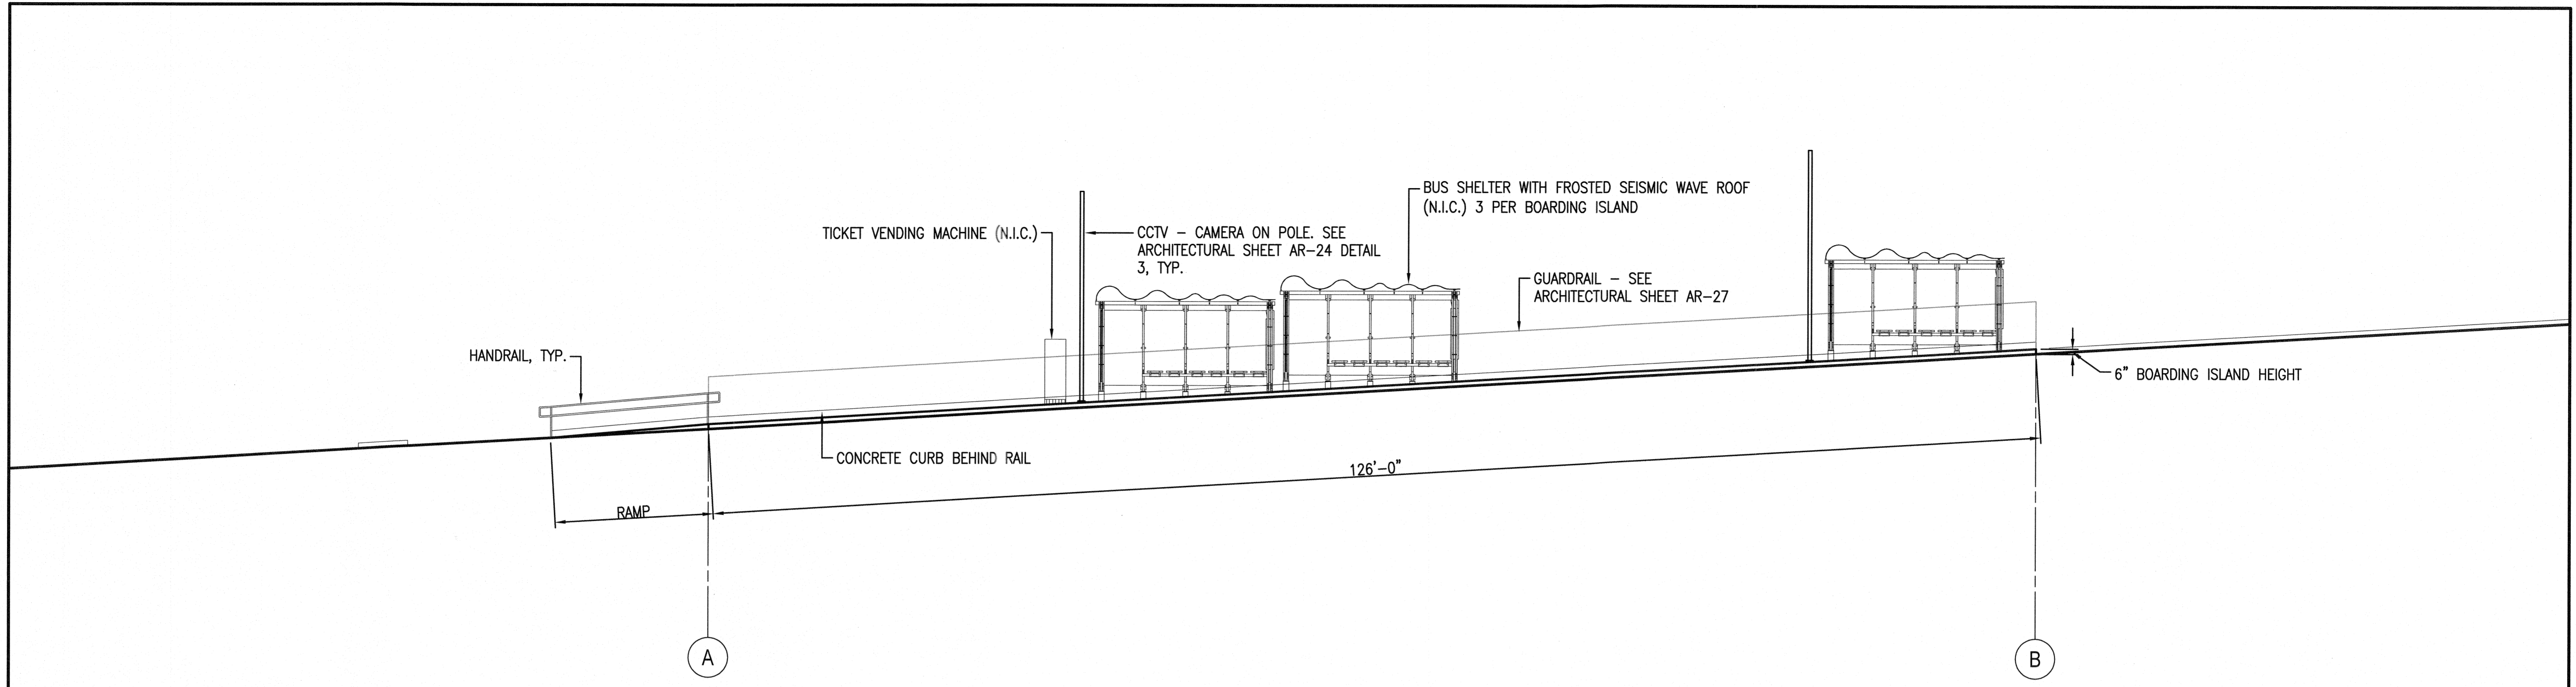 BUS SHELTER WITH FROSTED SEISMIC WAVE ROOF
(N.I.C.) 3 PER BOARDING ISLAND
TICKET VENDING MACHINE (N.I.C.)
CCTV – CAMERA ON POLE. SEE
ARCHITECTURAL SHEET AR–24 DETAIL
3, TYP.
GUARDRAIL – SEE
ARCHITECTURAL SHEET AR–27
HANDRAIL, TYP.
6" BOARDING ISLAND HEIGHT
CONCRETE CURB BEHIND RAIL
126'–0"
RAMP
A
B